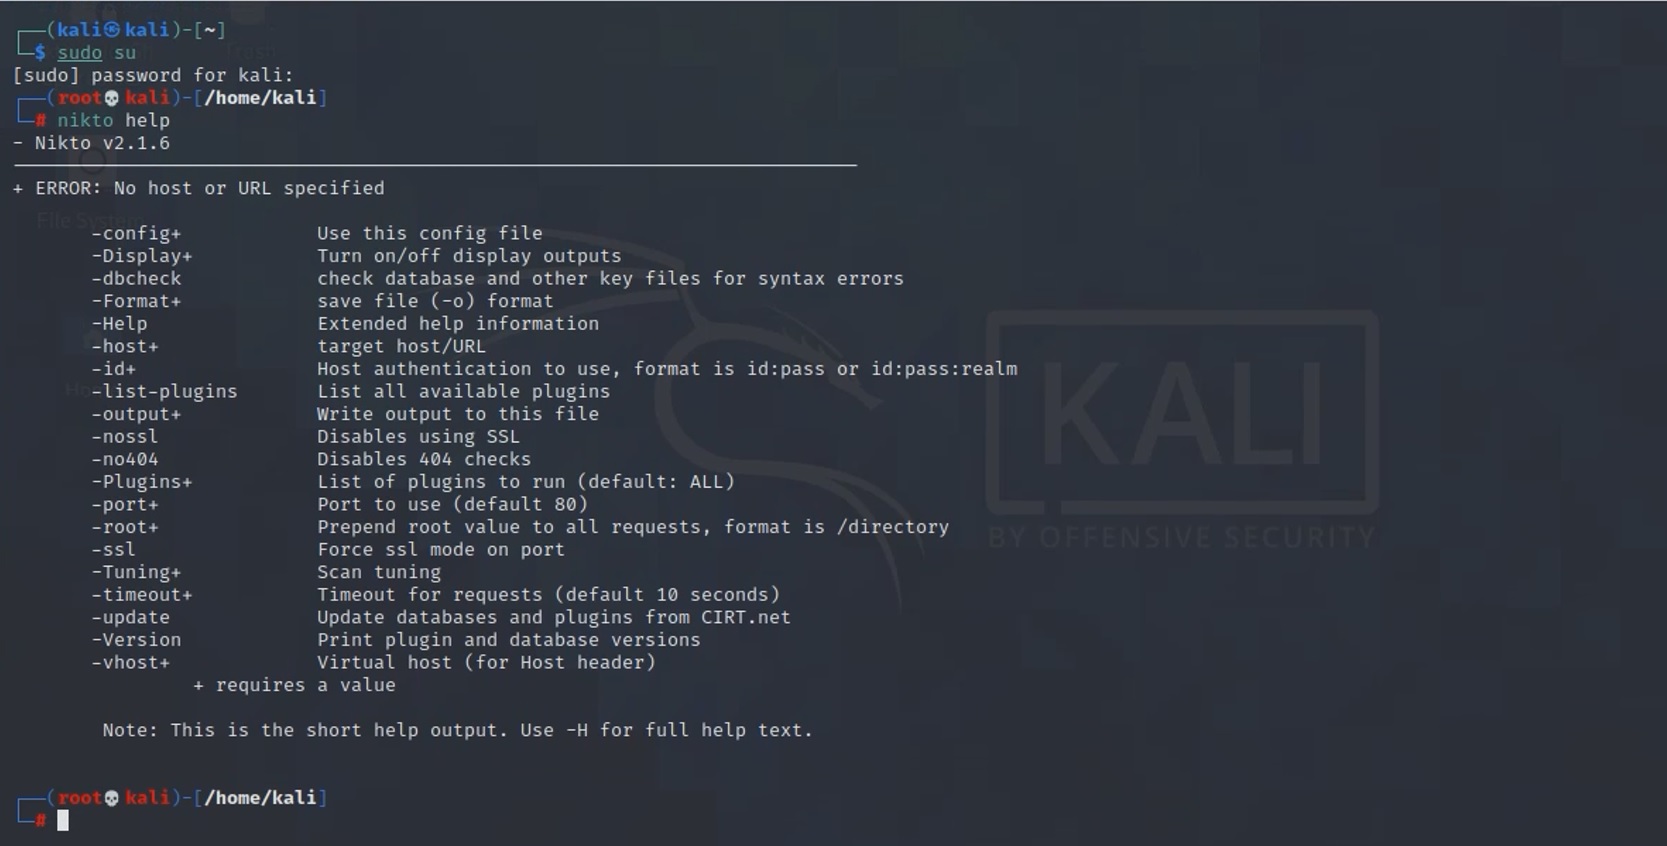 ┌──(kali㉿kali)-[~]
└─$ sudo su
[sudo] password for kali:
┌──(root💀kali)-[/home/kali]
└─# nikto help
- Nikto v2.1.6
+ ERROR: No host or URL specified
File System
-config+ Use this config file
-Display+ Turn on/off display outputs
-dbcheck check database and other key files for syntax errors
-Format+ save file (-o) format
-Help Extended help information
-host+ target host/URL
-id+ Host authentication to use, format is id:pass or id:pass:realm
-list-plugins List all available plugins
-output+ Write output to this file
-nossl Disables using SSL
-no404 Disables 404 checks
-Plugins+ List of plugins to run (default: ALL)
-port+ Port to use (default 80)
-root+ Prepend root value to all requests, format is /directory
-ssl Force ssl mode on port
-Tuning+ Scan tuning
-timeout+ Timeout for requests (default 10 seconds)
-update Update databases and plugins from CIRT.net
-Version Print plugin and database versions
-vhost+ Virtual host (for Host header)
+ requires a value
Note: This is the short help output. Use -H for full help text.
┌──(root💀kali)-[/home/kali]
└─#
KALI
BY OFFENSIVE SECURITY